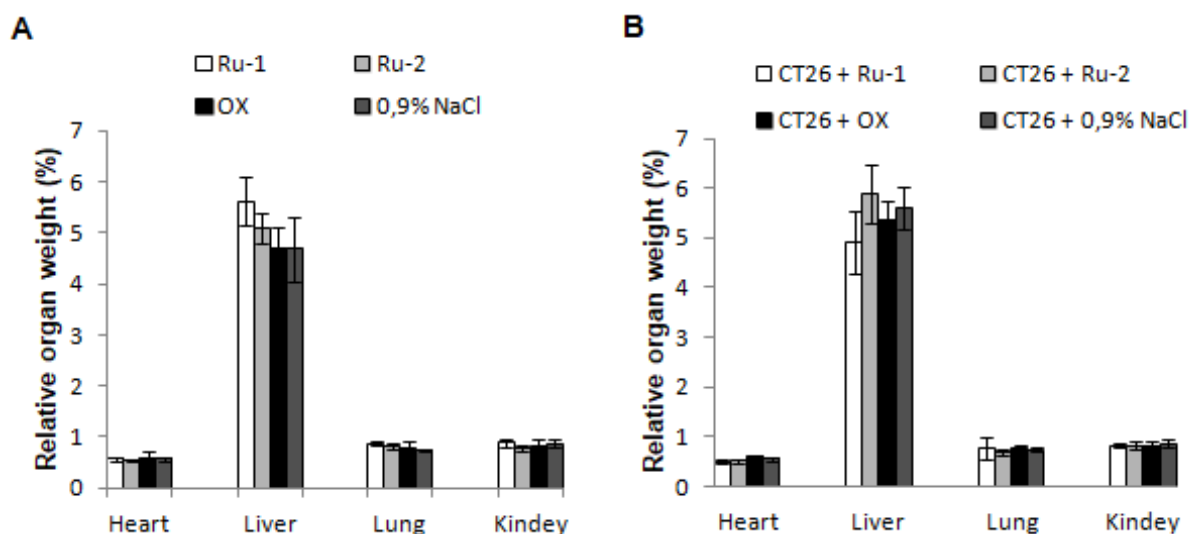 A
Ru-1 Ru-2
OX 0,9% NaCl
Relative organ weight (%)
7
6
5
4
3
2
1
0
Heart Liver Lung Kindey
B
CT26 + Ru-1 CT26 + Ru-2
CT26 + OX CT26 + 0,9% NaCl
Relative organ weight (%)
7
6
5
4
3
2
1
0
Heart Liver Lung Kindey